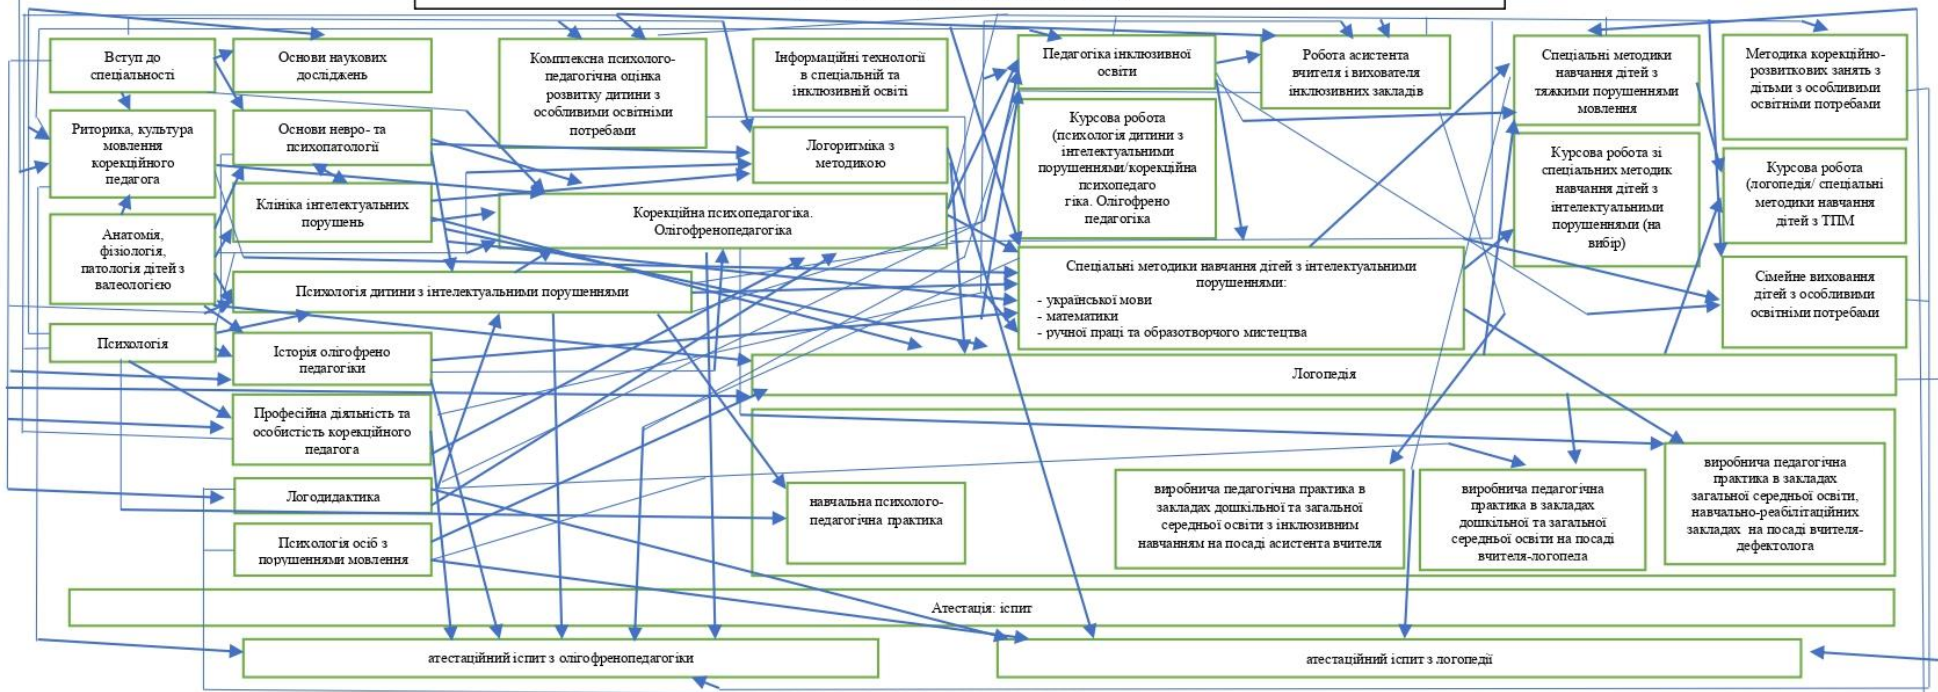 Вступ до
спеціальності
Риторика, культура
мовлення
корекційного
педагога
Анатомія,
фізіологія,
патологія дітей з
валеологією
Психологія
Основи наукових
досліджень
Основи невро- та
психопатології
Клініка інтелектуальних
порушень
Психологія дитини з інтелектуальними порушеннями
Історія олігофрено
педагогіки
Професійна діяльність та
особистість корекційного
педагога
Логодидактика
Психологія осіб з
порушеннями мовлення
Комплексна психолого-
педагогічна оцінка
розвитку дитини з
особливими освітніми
потребами
Інформаційні технології
в спеціальній та
інклюзивній освіті
Логоритміка з
методикою
Корекційна психопедагогіка.
Олігофренопедагогіка
Педагогіка інклюзивної
освіти
Курсова робота
(психологія дитини з
інтелектуальними
порушеннями/корекційна
психопедаго
гіка. Олігофрено
педагогіка
Спеціальні методики навчання дітей з інтелектуальними
порушеннями:
- української мови
- математики
- ручної праці та образотворчого мистецтва
Робота асистента
вчителя і вихователя
інклюзивних закладів
Спеціальні методики
навчання дітей з
тяжкими порушеннями
мовлення
Курсова робота зі
спеціальних методик
навчання дітей з
інтелектуальними
порушеннями (на
вибір)
Методика корекційно-
розвиткових занять з
дітьми з особливими
освітніми потребами
Курсова робота
(логопедія/ спеціальні
методики навчання
дітей з ТПМ
Сімейне виховання
дітей з особливими
освітніми потребами
Логопедія
навчальна психолого-
педагогічна практика
виробнича педагогічна практика в
закладах дошкільної та загальної
середньої освіти з інклюзивним
навчанням на посаді асистента вчителя
виробнича педагогічна
практика в закладах
дошкільної та загальної
середньої освіти на посаді
вчителя-логопеда
виробнича педагогічна
практика в закладах
загальної середньої освіти,
навчально-реабілітаційних
закладах на посаді вчителя-
дефектолога
Атестація: іспит
атестаційний іспит з олігофренопедагогіки
атестаційний іспит з логопедії